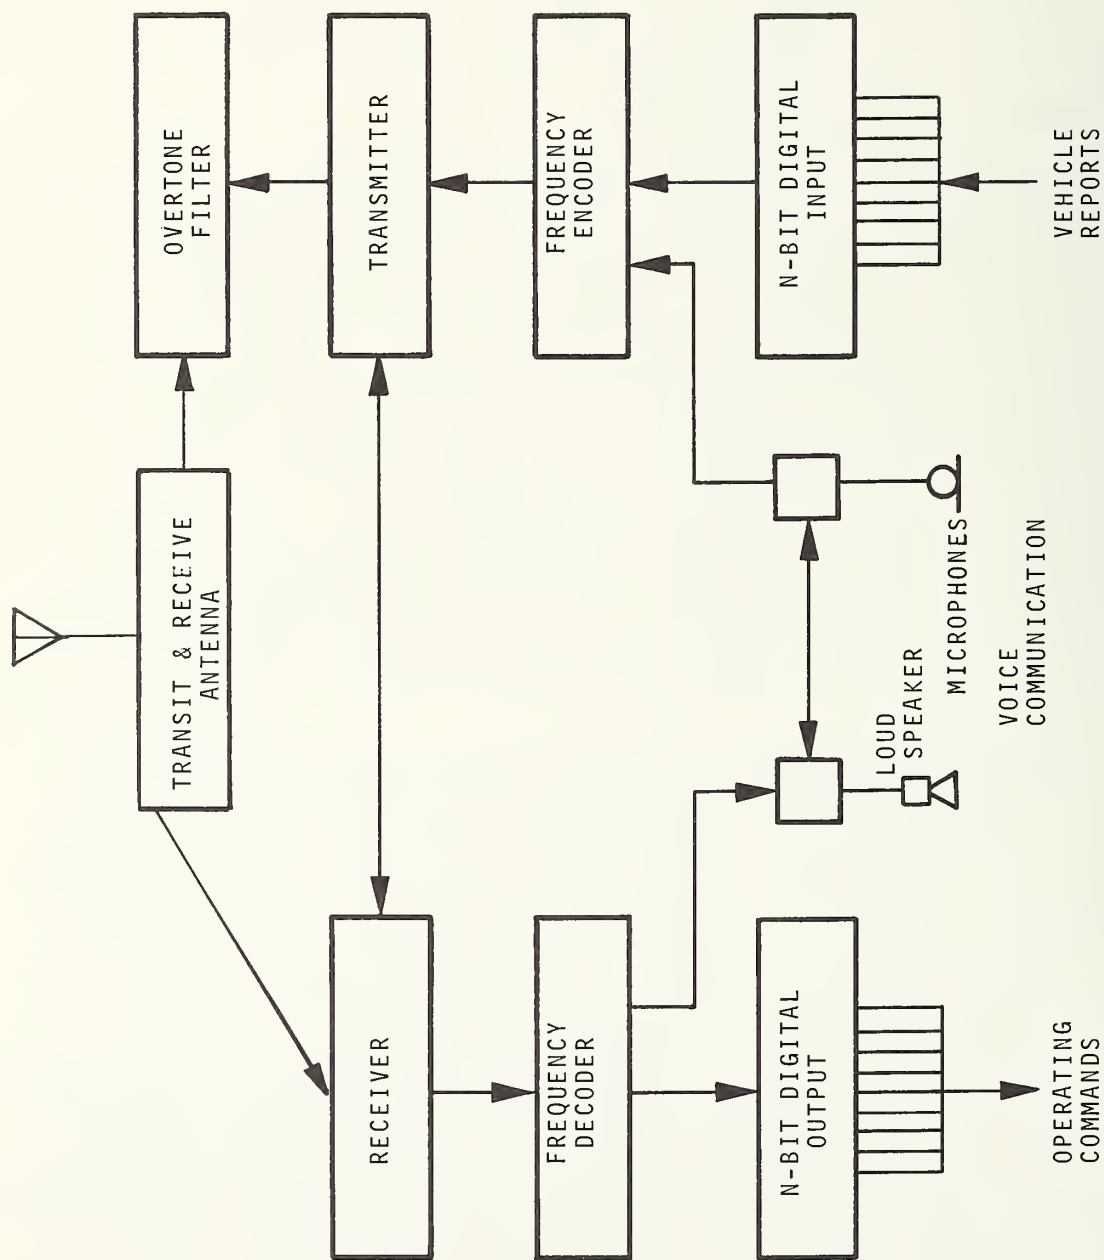 TRANSIT & RECEIVE
ANTENNA
OVERTONE
FILTER
RECEIVER
TRANSMITTER
FREQUENCY
DECODER
FREQUENCY
ENCODER
N-BIT DIGITAL
OUTPUT
LOUD
SPEAKER
MICROPHONES
VOICE
COMMUNICATION
N-BIT DIGITAL
INPUT
OPERATING
COMMANDS
VEHICLE
REPORTS